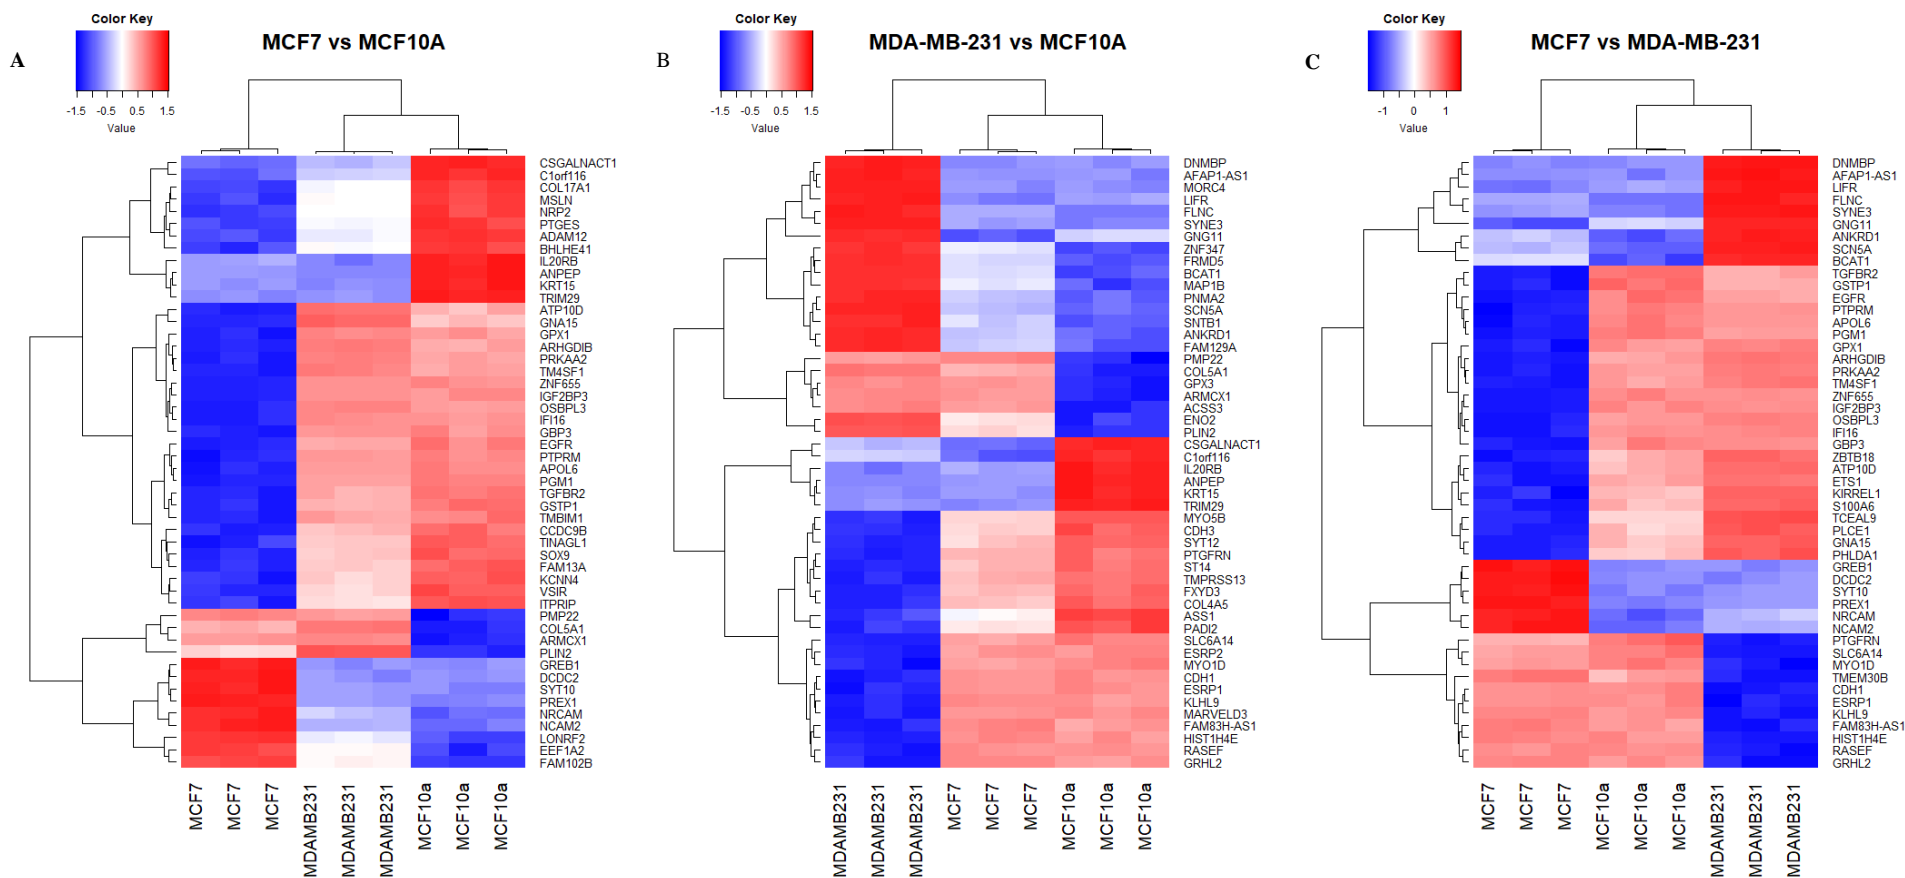 A
Color Key
-1.5 -0.5 0.5 1.5
Value
MCF7 vs MCF10A
CSGALNACT1
C1orf116
COL17A1
MSLN
NRP2
PTGES
ADAM12
BHLHE41
IL20RB
ANPEP
KRT15
TRIM29
ATP10D
GNA15
GPX1
ARHGDIB
PRKAA2
TM4SF1
ZNF655
IGF2BP3
OSBPL3
IFI16
GBP3
EGFR
PTPRM
APOL6
PGM1
TGFBR2
GSTP1
TMBIM1
CCDC9B
TINAGL1
SOX9
FAM13A
KCNN4
VSIR
ITPRIP
PMP22
COL5A1
ARMCX1
PLIN2
GREB1
DCDC2
SYT10
PREX1
NRCAM
NCAM2
LONRF2
EEF1A2
FAM102B
MCF7
MCF7
MCF7
MDAMB231
MDAMB231
MDAMB231
MCF10a
MCF10a
MCF10a
B
Color Key
-1.5 -0.5 0.5 1.5
Value
MDA-MB-231 vs MCF10A
DNMBP
AFAP1-AS1
MORC4
LIFR
FLNC
SYNE3
GNG11
ZNF347
FRMD5
BCAT1
MAP1B
PNMA2
SCN5A
SNTB1
ANKRD1
FAM129A
PMP22
COL5A1
GPX3
ARMCX1
ACSS3
ENO2
PLIN2
CSGALNACT1
C1orf116
IL20RB
ANPEP
KRT15
TRIM29
MYO5B
CDH3
SYT12
PTGFRN
ST14
TMPRSS13
FXYD3
COL4A5
ASS1
PADI2
SLC6A14
ESRP2
MYO1D
CDH1
ESRP1
KLHL9
MARVELD3
FAM83H-AS1
HIST1H4E
RASEF
GRHL2
MDAMB231
MDAMB231
MDAMB231
MCF7
MCF7
MCF7
MCF10a
MCF10a
MCF10a
C
Color Key
-1 0 1
Value
MCF7 vs MDA-MB-231
DNMBP
AFAP1-AS1
LIFR
FLNC
SYNE3
GNG11
ANKRD1
SCN5A
BCAT1
TGFBR2
GSTP1
EGFR
PTPRM
APOL6
PGM1
GPX1
ARHGDIB
PRKAA2
TM4SF1
ZNF655
IGF2BP3
OSBPL3
IFI16
GBP3
ZBTB18
ATP10D
ETS1
KIRREL1
S100A6
TCEAL9
PLCE1
GNA15
PHLDA1
GREB1
DCDC2
SYT10
PREX1
NRCAM
NCAM2
PTGFRN
SLC6A14
MYO1D
TMEM30B
CDH1
ESRP1
KLHL9
FAM83H-AS1
HIST1H4E
RASEF
GRHL2
MCF7
MCF7
MCF7
MCF10a
MCF10a
MCF10a
MDAMB231
MDAMB231
MDAMB231